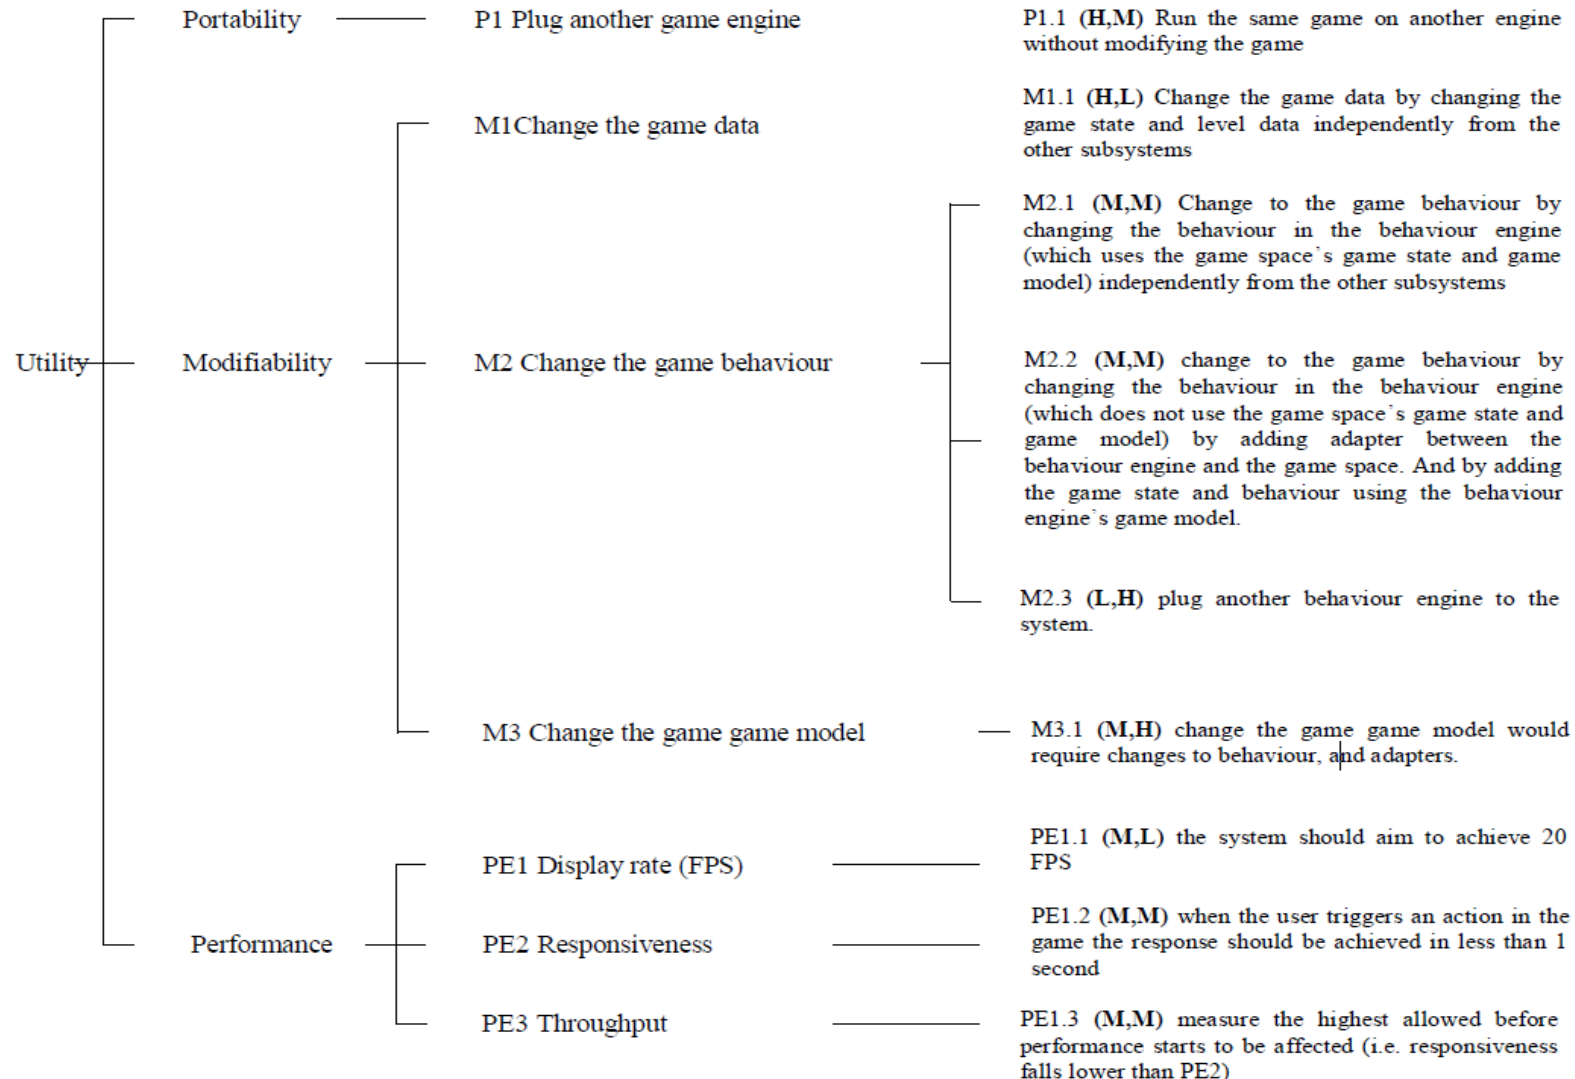 Portability
P1 Plug another game engine
P1.1 (H,M) Run the same game on another engine
without modifying the game
M1Change the game data
M1.1 (H,L) Change the game data by changing the
game state and level data independently from the
other subsystems
M2.1 (M,M) Change to the game behaviour by
changing the behaviour in the behaviour engine
(which uses the game space's game state and game
model) independently from the other subsystems
Utility
Modifiability
M2 Change the game behaviour
M2.2 (M,M) change to the game behaviour by
changing the behaviour in the behaviour engine
(which does not use the game space's game state and
game model) by adding adapter between the
behaviour engine and the game space. And by adding
the game state and behaviour using the behaviour
engine's game model.
M2.3 (L,H) plug another behaviour engine to the
system.
M3 Change the game game model
M3.1 (M,H) change the game game model would
require changes to behaviour, and adapters.
PE1 Display rate (FPS)
PE1.1 (M,L) the system should aim to achieve 20
FPS
Performance
PE2 Responsiveness
PE1.2 (M,M) when the user triggers an action in the
game the response should be achieved in less than 1
second
PE3 Throughput
PE1.3 (M,M) measure the highest allowed before
performance starts to be affected (i.e. responsiveness
falls lower than PE2)